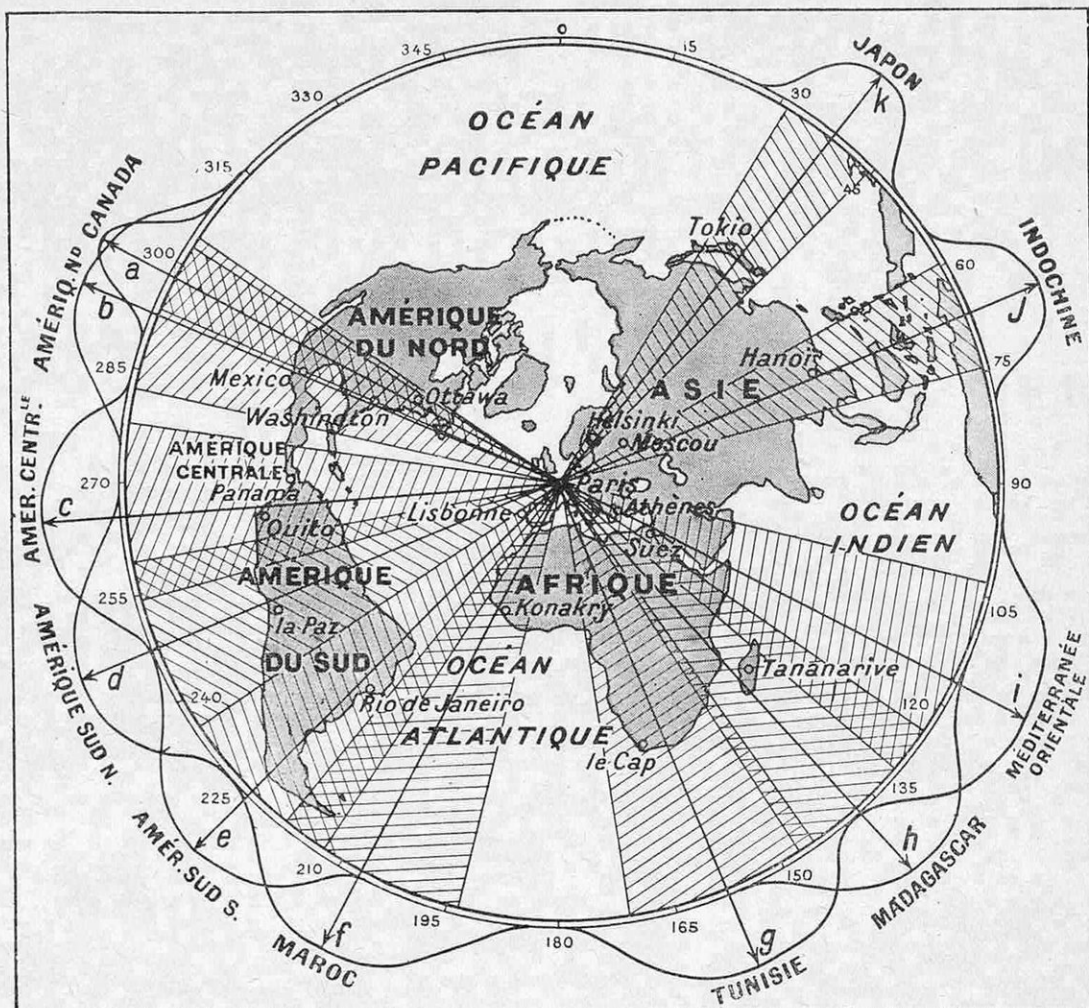 0
15
30
45
60
75
90
105
120
135
150
165
180
195
210
225
240
255
270
285
300
315
330
345
JAPON
k
INDOCHINE
j
MÉDITERRANÉE
ORIENTALE
i
MADAGASCAR
h
TUNISIE
g
MAROC
f
AMÉR. SUD S.
e
AMÉRIQUE SUD N.
d
AMÉR. CENTR.LE
c
AMÉRIQ. ND
b
CANADA
a
OCÉAN
PACIFIQUE
Tokio
AMÉRIQUE
DU NORD
Hanoï
ASIE
Mexico
Ottawa
Washington
Helsinki
Moscou
AMÉRIQUE
CENTRALE
Panama
Paris
Lisbonne
Athènes
OCÉAN
INDIEN
Quito
Suez
AMÉRIQUE
DU SUD
AFRIQUE
Konakry
la Paz
OCÉAN
ATLANTIQUE
Tananarive
Rio de Janeiro
le Cap